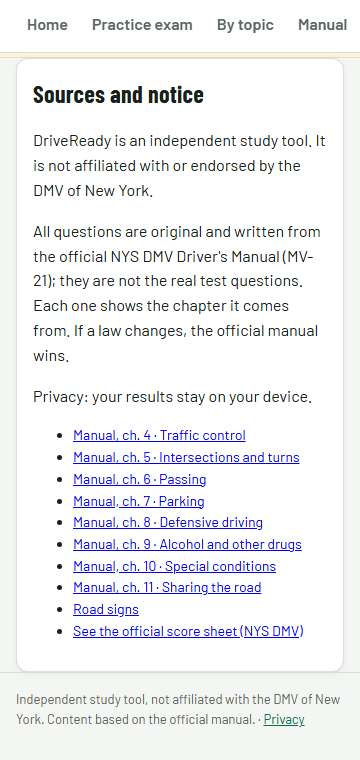 Home Practice exam By topic Manual
Sources and notice
DriveReady is an independent study tool. It
is not affiliated with or endorsed by the
DMV of New York.
All questions are original and written from
the official NYS DMV Driver's Manual (MV-
21); they are not the real test questions.
Each one shows the chapter it comes
from. If a law changes, the official manual
wins.
Privacy: your results stay on your device.
Manual, ch. 4 · Traffic control
Manual, ch. 5 · Intersections and turns
Manual, ch. 6 · Passing
Manual, ch. 7 · Parking
Manual, ch. 8 · Defensive driving
Manual, ch. 9 · Alcohol and other drugs
Manual, ch. 10 · Special conditions
Manual, ch. 11 · Sharing the road
Road signs
See the official score sheet (NYS DMV)
Independent study tool, not affiliated with the DMV of New
York. Content based on the official manual. · Privacy